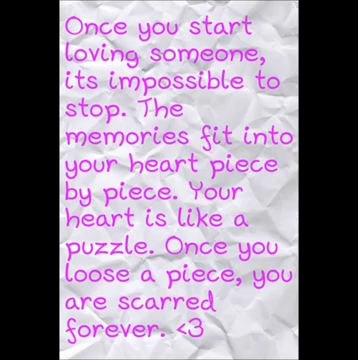 Once you start
loving someone,
its impossible to
stop. The
memories fit into
your heart piece
by piece. Your
heart is like a
puzzle. Once you
loose a piece, you
are scarred
forever. <3